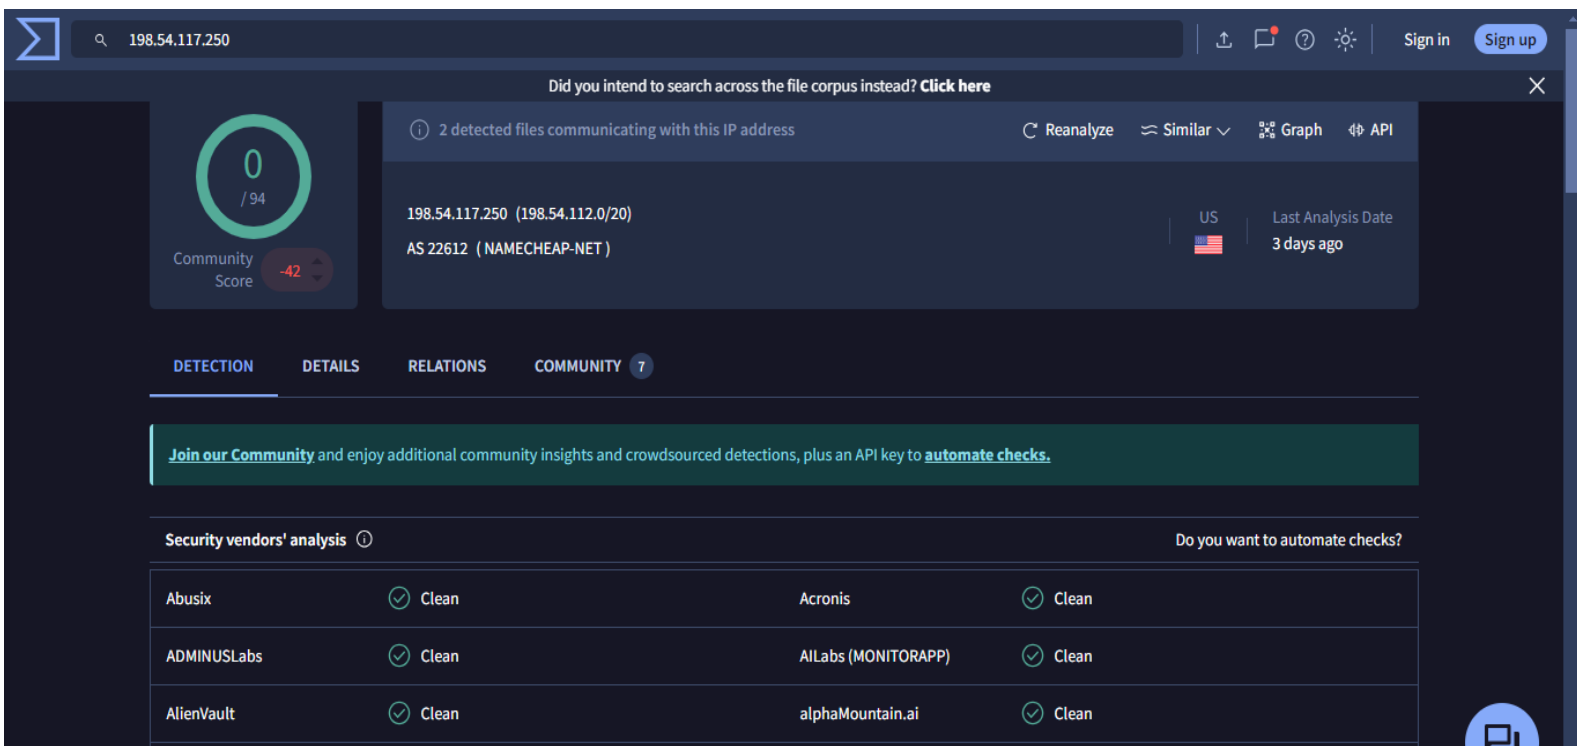 198.54.117.250
Sign in
Sign up
Did you intend to search across the file corpus instead? Click here
0
/ 94
Community Score
-42
2 detected files communicating with this IP address
Reanalyze
Similar
Graph
API
198.54.117.250 (198.54.112.0/20)
AS 22612 ( NAMECHEAP-NET )
US
Last Analysis Date
3 days ago
DETECTION
DETAILS
RELATIONS
COMMUNITY 7
Join our Community and enjoy additional community insights and crowdsourced detections, plus an API key to automate checks.
Security vendors' analysis
Do you want to automate checks?
Abusix Clean Acronis Clean
ADMINUSLabs Clean AILabs (MONITORAPP) Clean
AlienVault Clean alphaMountain.ai Clean